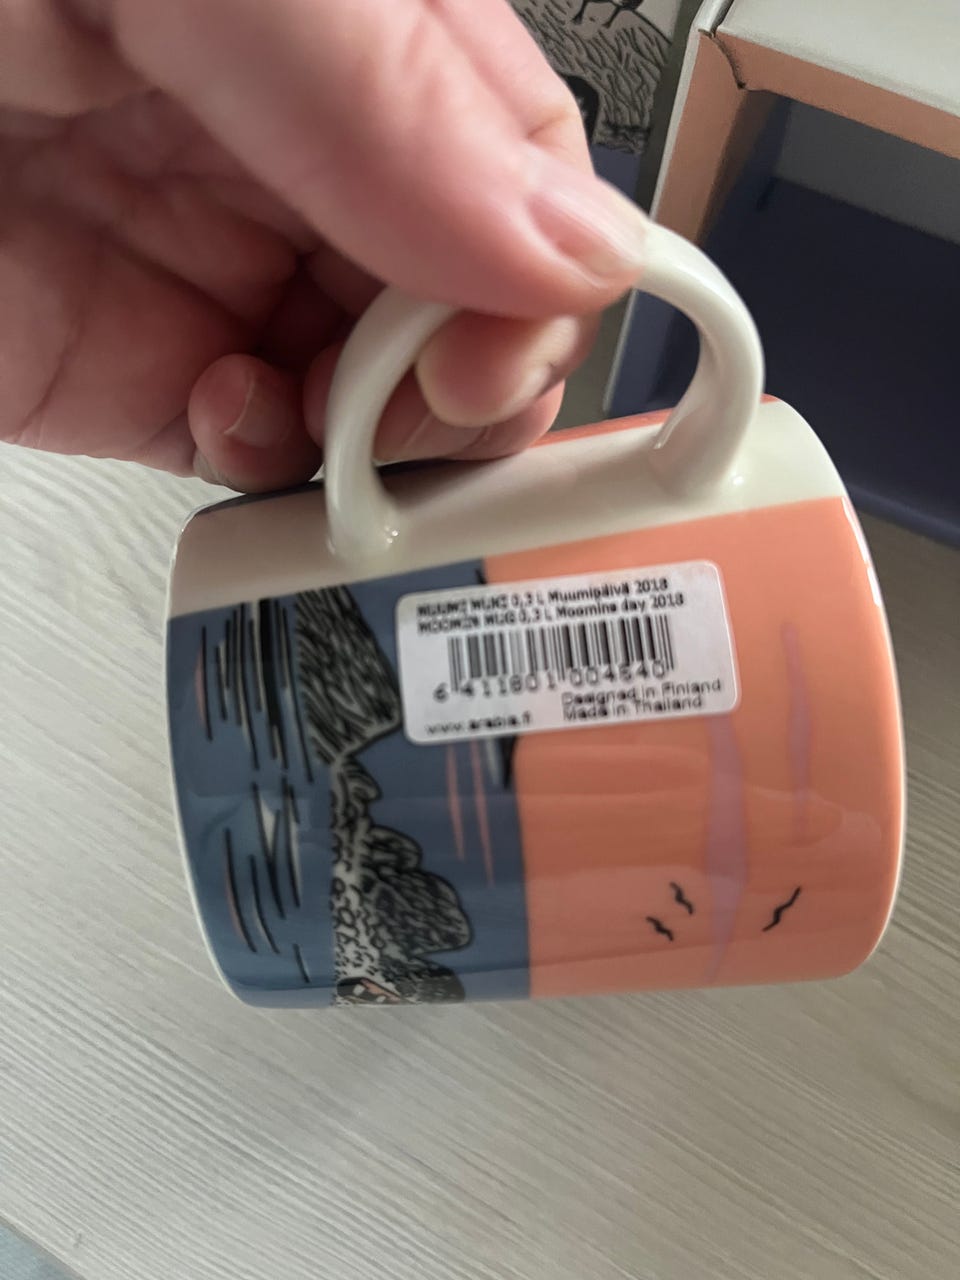 MUUMI MUKI 0,3 L Muumipäivä 2018
MOOMIN MUG 0,3 L Moomins day 2018
6 411801 004640
Designed in Finland
www.arabia.fi Made in Thailand